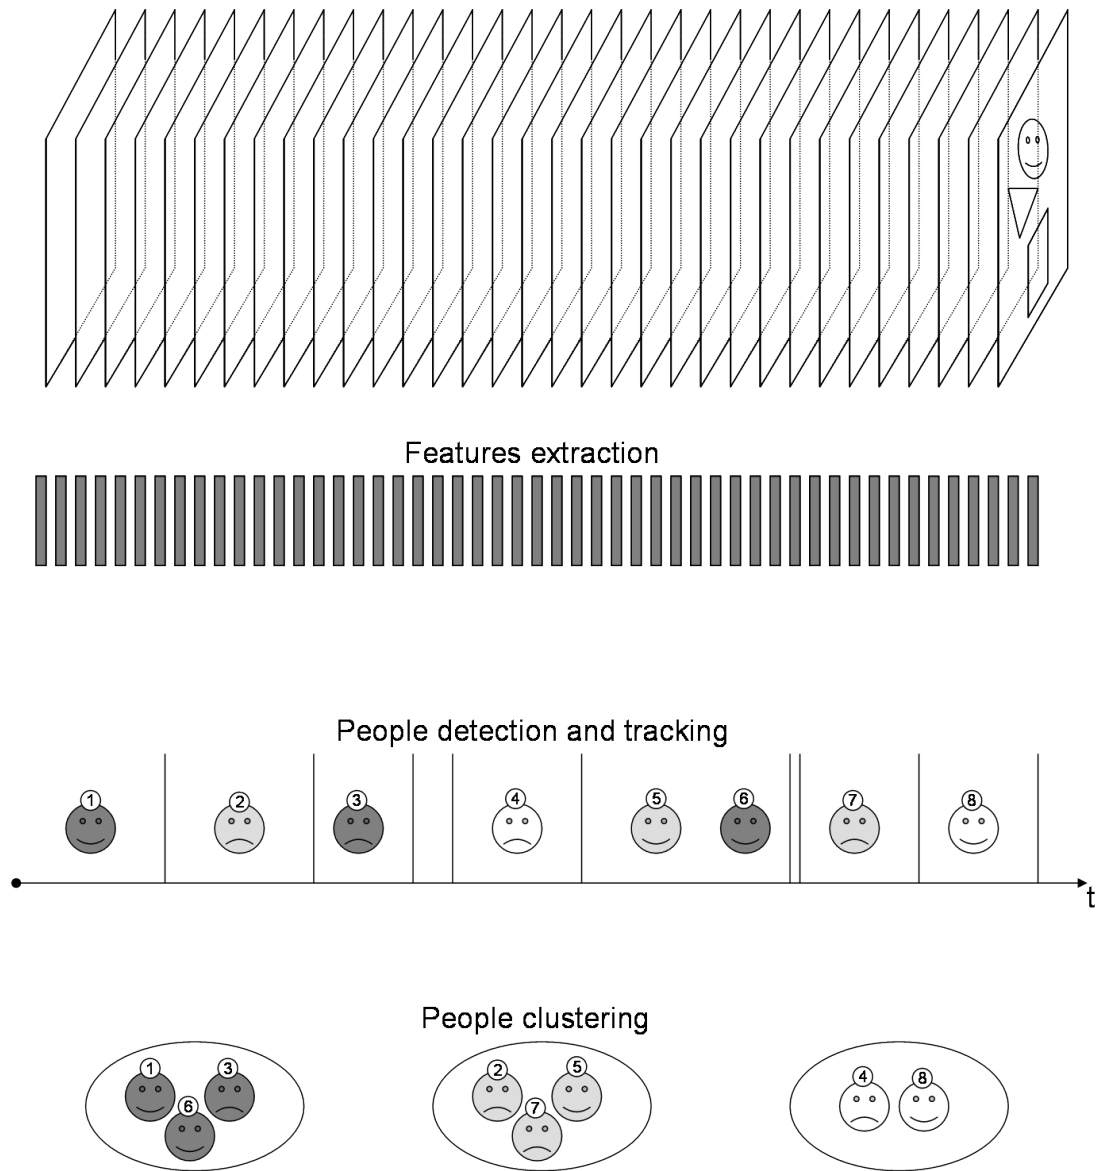 Features extraction
People detection and tracking
1 2 3 4 5 6 7 8
t
People clustering
1 3 2 5 4 8
6 7